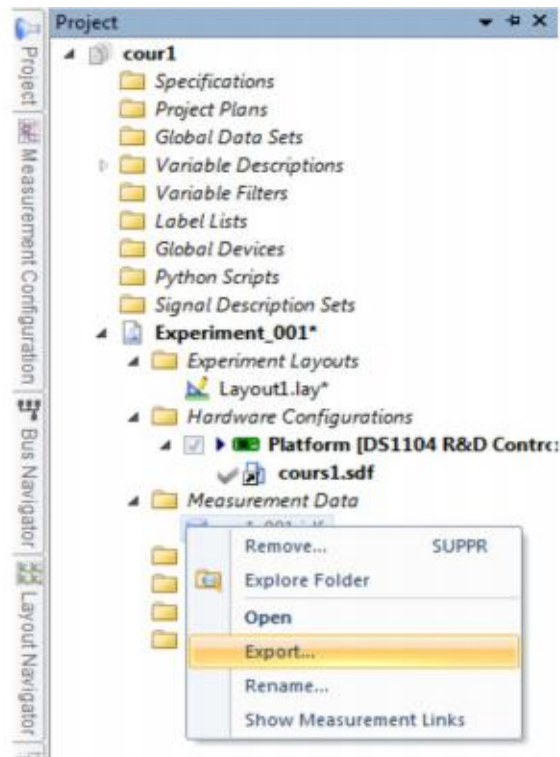 Project
cour1
Specifications
Project Plans
Global Data Sets
Variable Descriptions
Variable Filters
Label Lists
Global Devices
Python Scripts
Signal Description Sets
Experiment_001*
Experiment Layouts
Layout1.lay*
Hardware Configurations
Platform [DS1104 R&D Contro:
cours1.sdf
Measurement Data
Remove... SUPPR
Explore Folder
Open
Export...
Rename...
Show Measurement Links
Project
Measurement Configuration
Bus Navigator
Layout Navigator